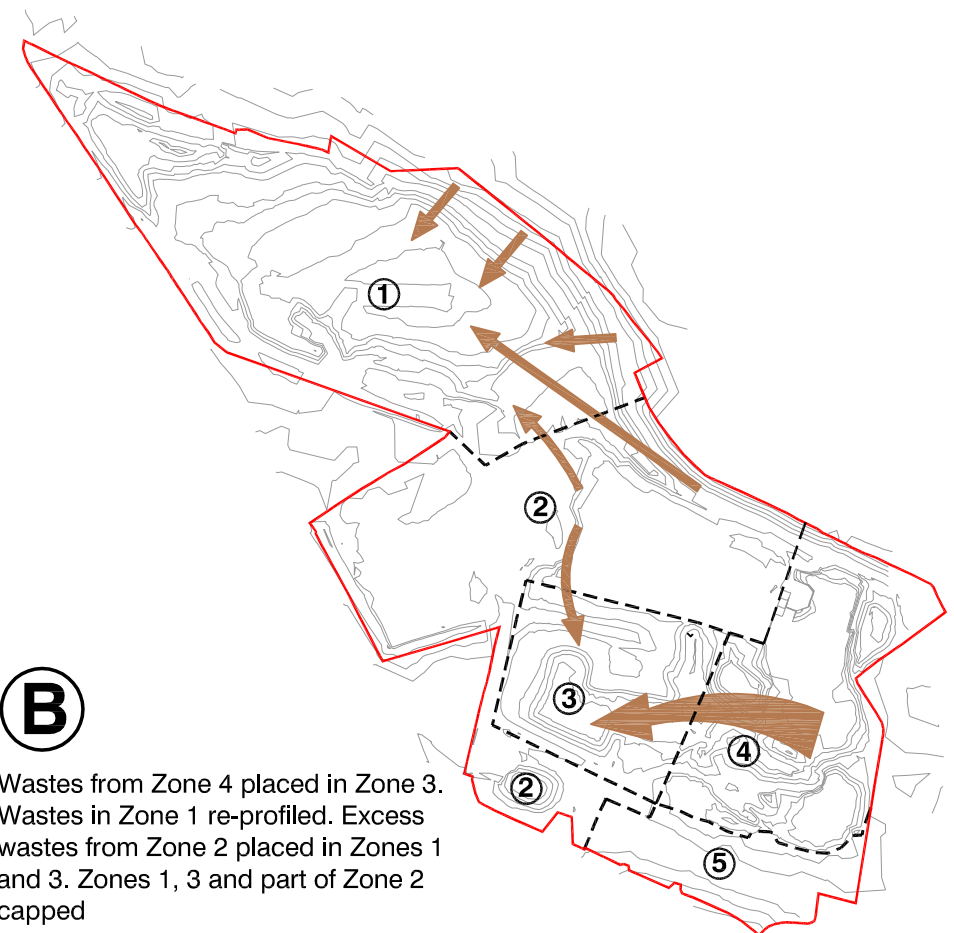 1
2
3
4
2
5
B
Wastes from Zone 4 placed in Zone 3.
Wastes in Zone 1 re-profiled. Excess
wastes from Zone 2 placed in Zones 1
and 3. Zones 1, 3 and part of Zone 2
capped